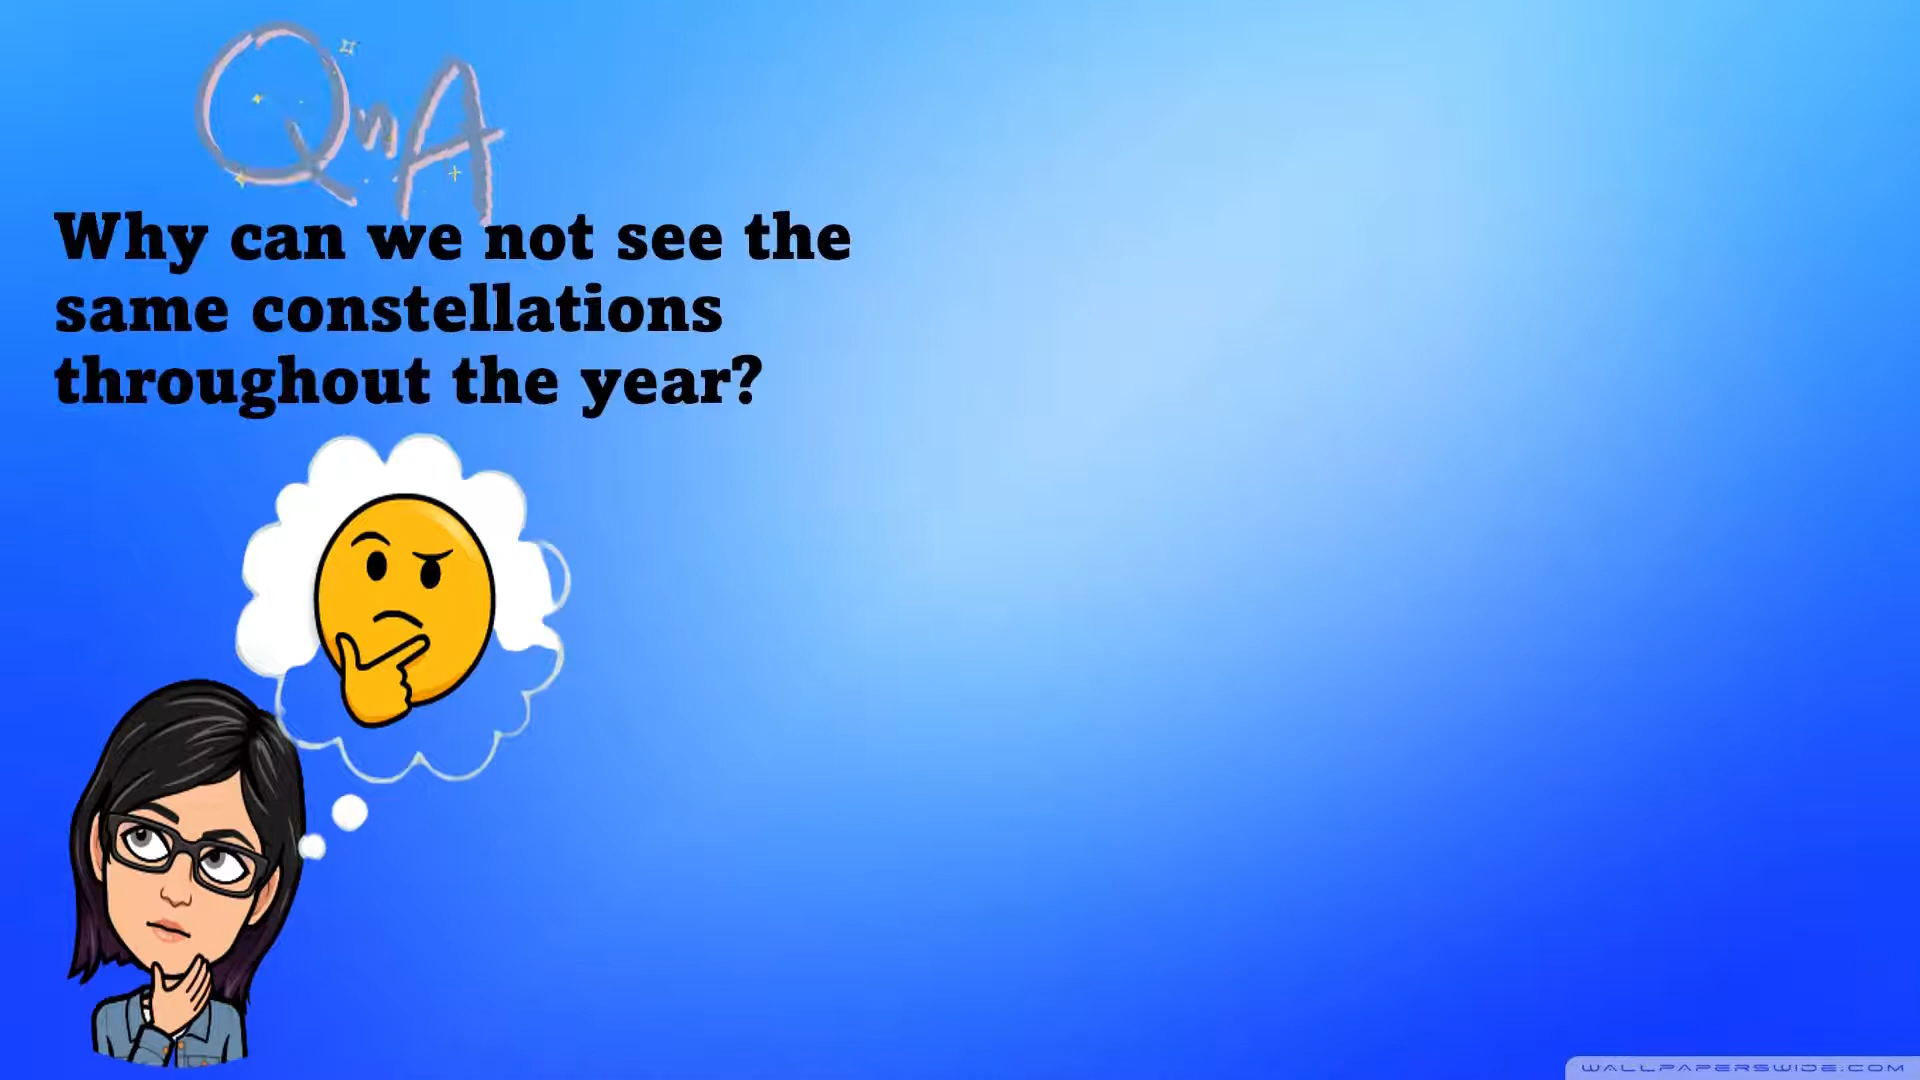 QnA
Why can we not see the
same constellations
throughout the year?
WALLPAPERSWIDE.COM